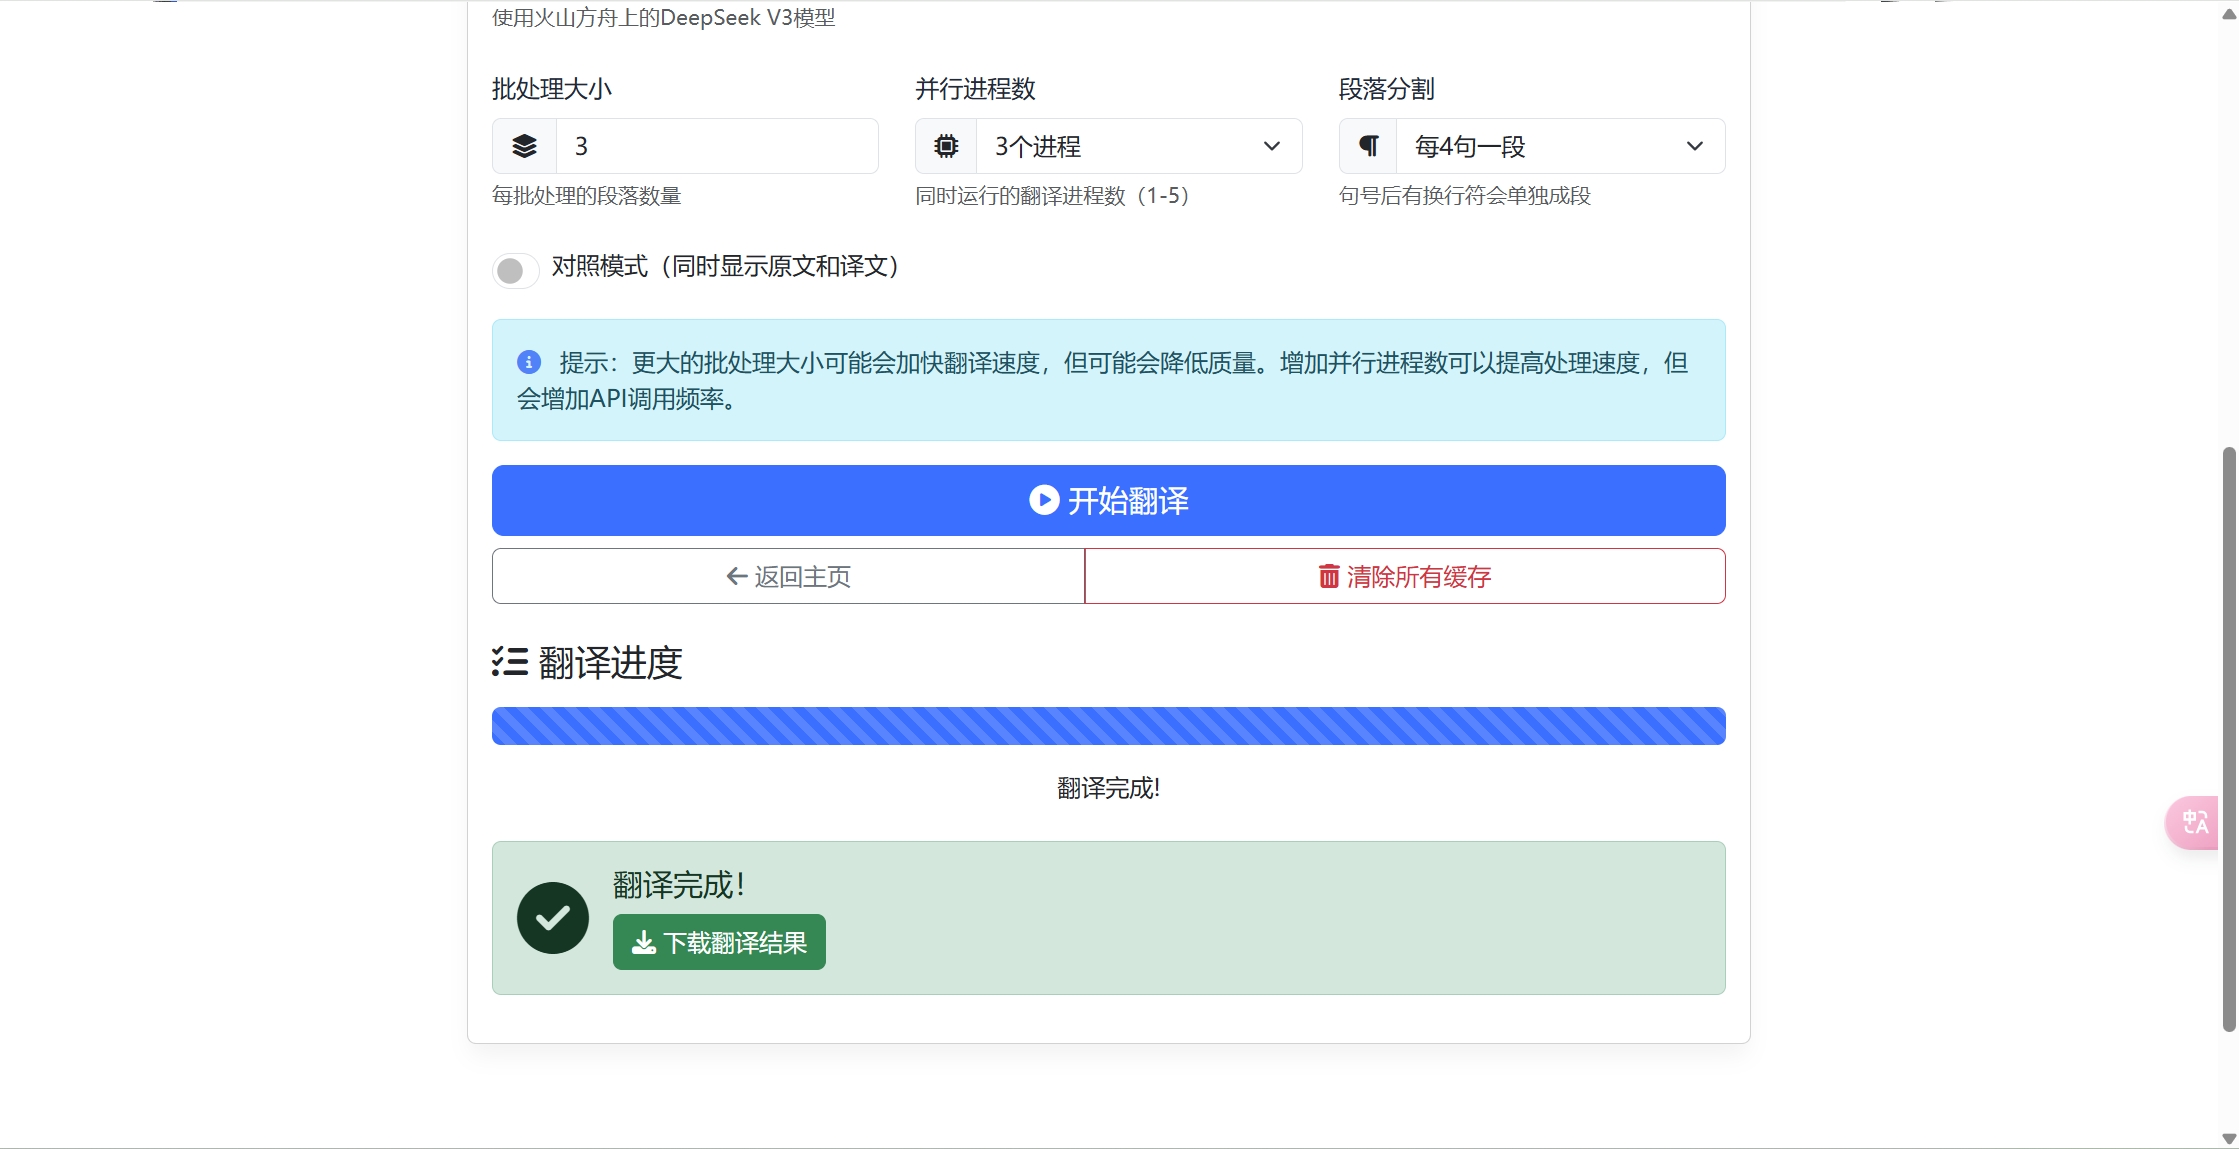 使用火山方舟上的DeepSeek V3模型
批处理大小
并行进程数
段落分割
3
3个进程
每4句一段
每批处理的段落数量
同时运行的翻译进程数（1-5）
句号后有换行符会单独成段
对照模式（同时显示原文和译文）
提示：更大的批处理大小可能会加快翻译速度，但可能会降低质量。增加并行进程数可以提高处理速度，但
会增加API调用频率。
开始翻译
返回主页
清除所有缓存
翻译进度
翻译完成!
翻译完成！
下载翻译结果